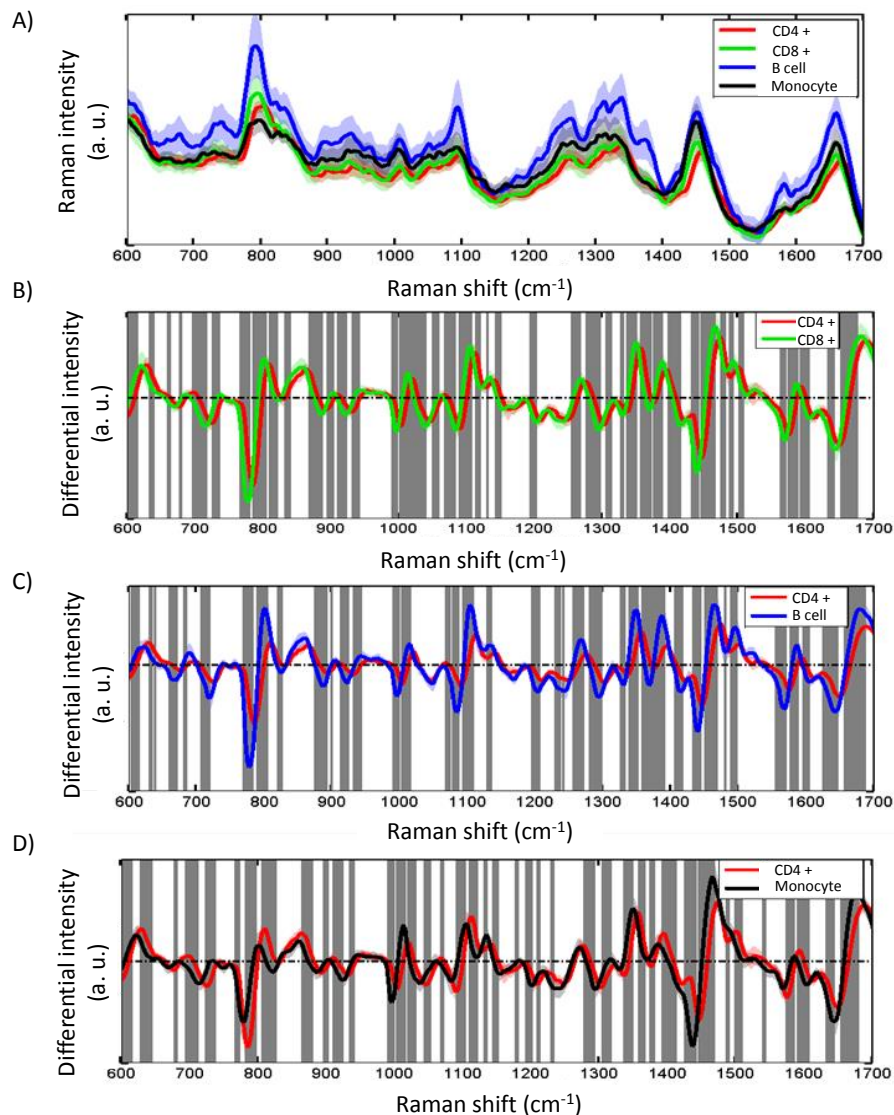 A)
Raman intensity
(a. u.)
CD4 +
CD8 +
B cell
Monocyte
600 700 800 900 1000 1100 1200 1300 1400 1500 1600 1700
Raman shift (cm-1)
B)
Differential intensity
(a. u.)
CD4 +
CD8 +
600 700 800 900 1000 1100 1200 1300 1400 1500 1600 1700
Raman shift (cm-1)
C)
Differential intensity
(a. u.)
CD4 +
B cell
600 700 800 900 1000 1100 1200 1300 1400 1500 1600 1700
Raman shift (cm-1)
D)
Differential intensity
(a. u.)
CD4 +
Monocyte
600 700 800 900 1000 1100 1200 1300 1400 1500 1600 1700
Raman shift (cm-1)